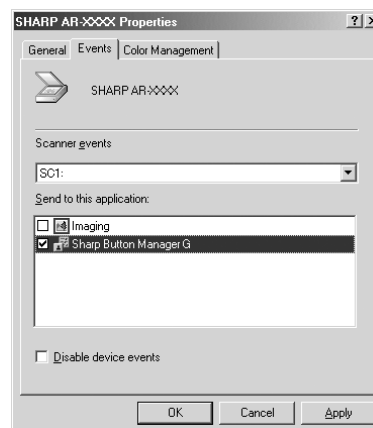 SHARP AR-XXXX Properties
General Events Color Management
SHARP AR-XXXX
Scanner events
SC1:
Send to this application:
Imaging
Sharp Button Manager G
Disable device events
OK Cancel Apply